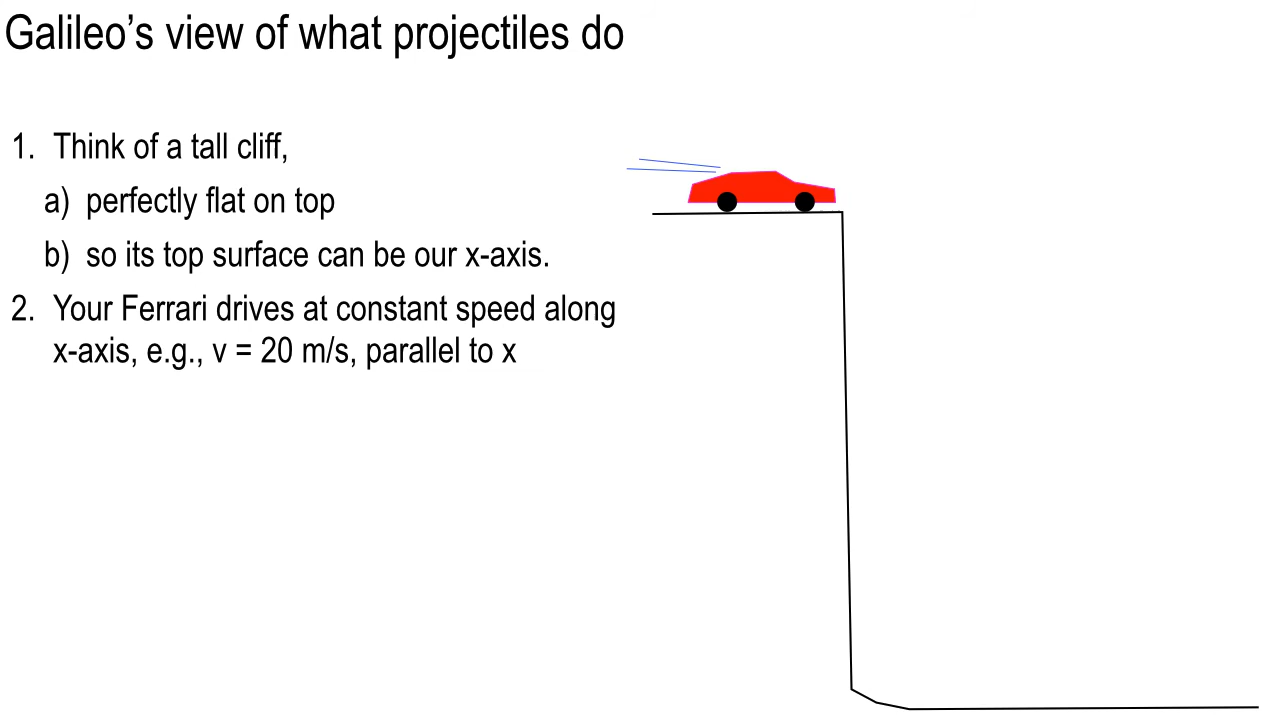 Galileo’s view of what projectiles do
1. Think of a tall cliff,
a) perfectly flat on top
b) so its top surface can be our x-axis.
2. Your Ferrari drives at constant speed along
x-axis, e.g., v = 20 m/s, parallel to x